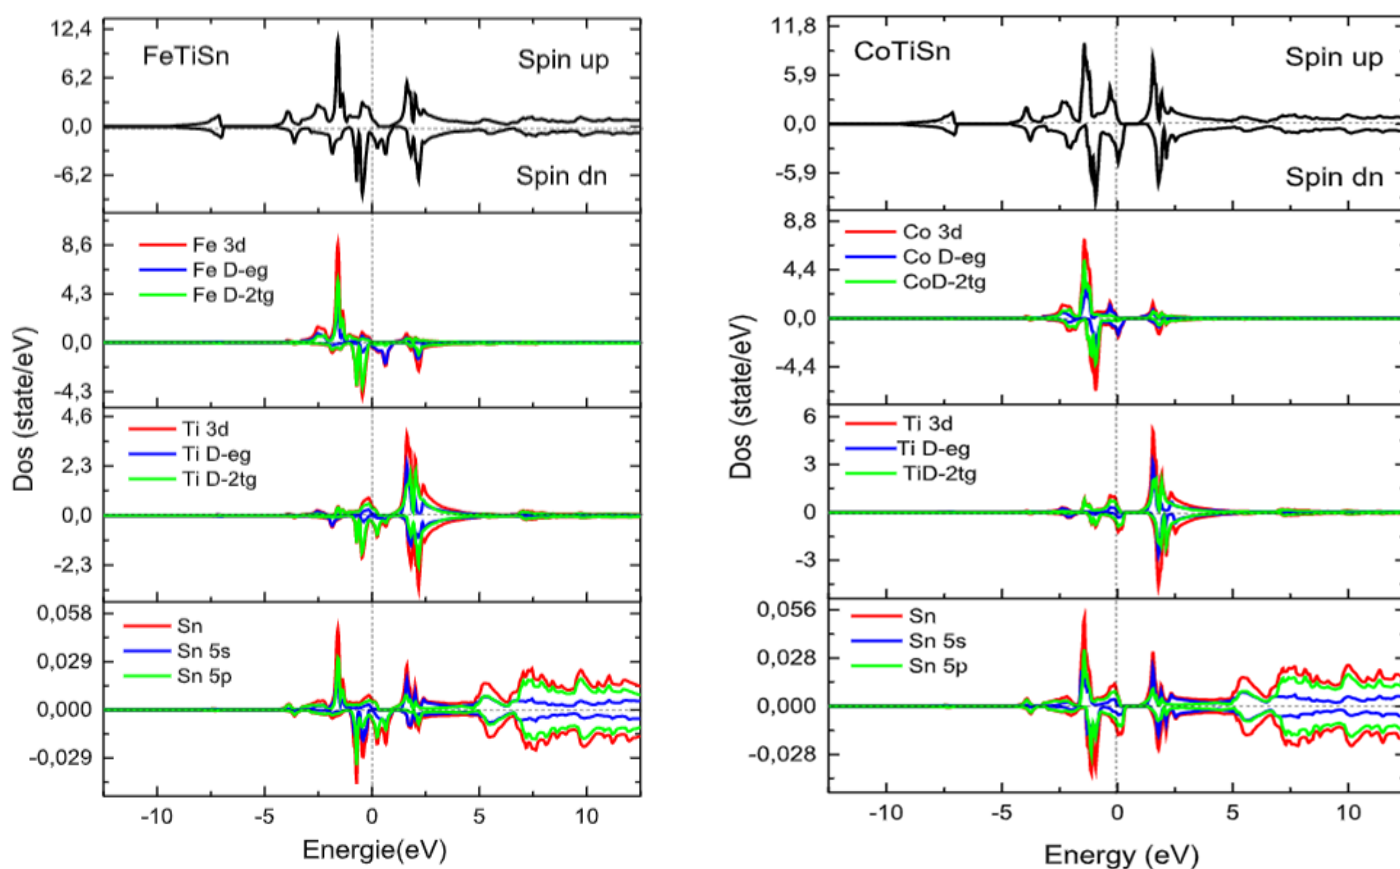 FeTiSn
Spin up
Spin dn
12,4
6,2
0,0
-6,2
Fe 3d
Fe D-eg
Fe D-2tg
8,6
4,3
0,0
-4,3
Ti 3d
Ti D-eg
Ti D-2tg
4,6
2,3
0,0
-2,3
Sn
Sn 5s
Sn 5p
0,058
0,029
0,000
-0,029
-10
-5
0
5
10
Dos (state/eV)
Energie(eV)
CoTiSn
Spin up
Spin dn
11,8
5,9
0,0
-5,9
Co 3d
Co D-eg
CoD-2tg
8,8
4,4
0,0
-4,4
Ti 3d
Ti D-eg
TiD-2tg
6
3
0
-3
Sn
Sn 5s
Sn 5p
0,056
0,028
0,000
-0,028
-10
-5
0
5
10
Dos (state/eV)
Energy (eV)